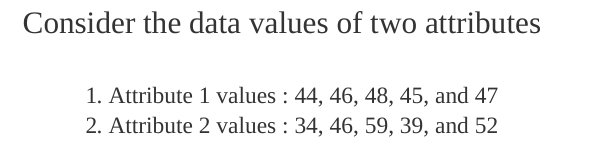 Consider the data values of two attributes
1. Attribute 1 values : 44, 46, 48, 45, and 47
2. Attribute 2 values : 34, 46, 59, 39, and 52